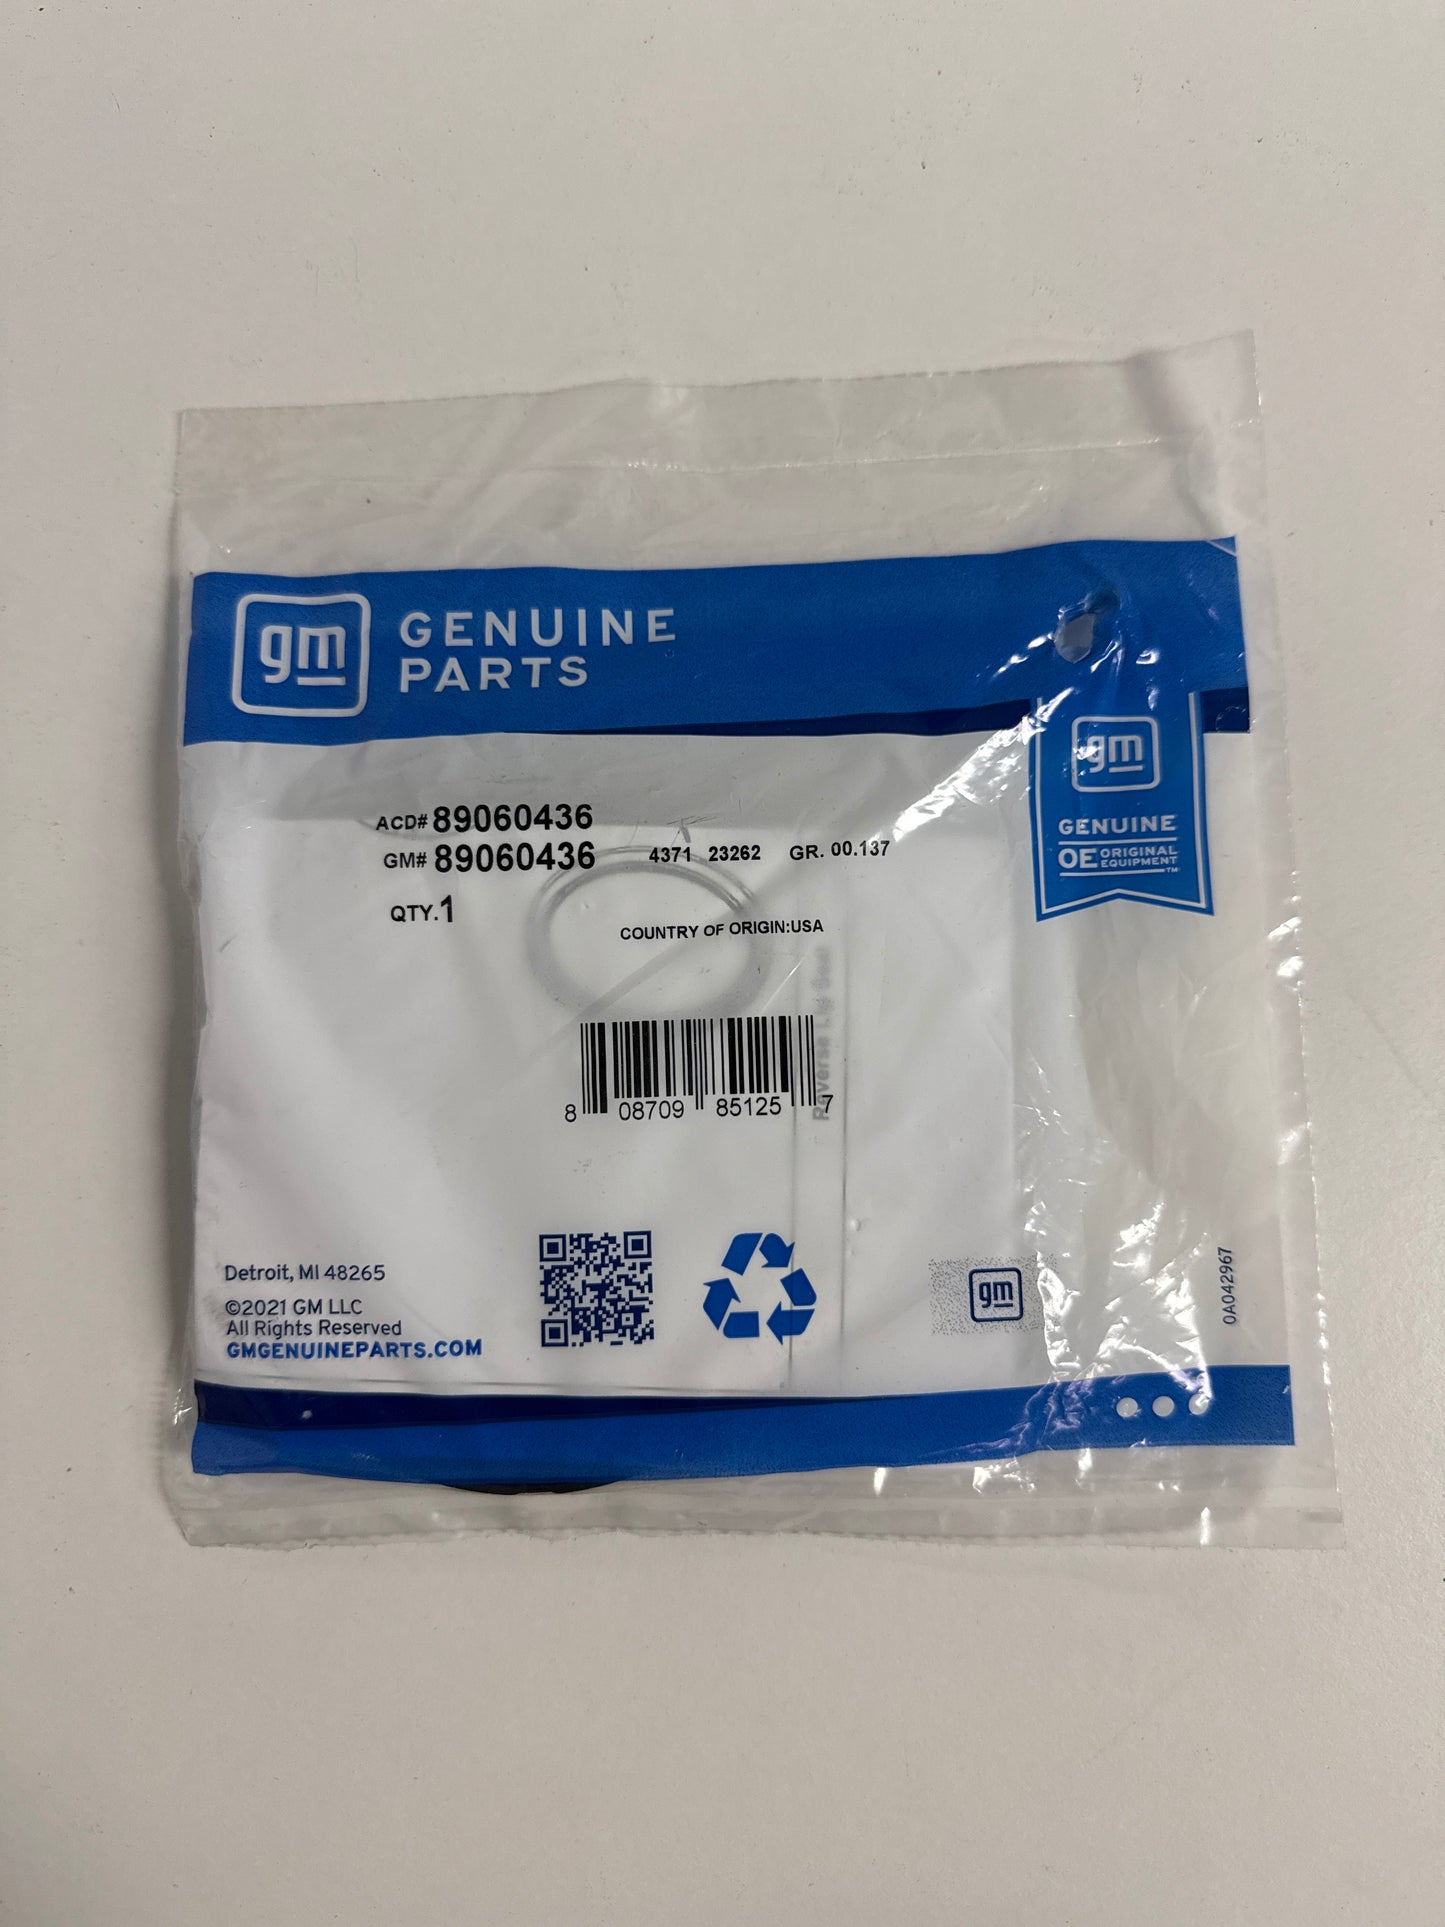 gm GENUINE
PARTS
gm
GENUINE
OE ORIGINAL
EQUIPMENT™
ACD# 89060436
GM# 89060436
4371 23262 GR. 00.137
QTY.1
COUNTRY OF ORIGIN:USA
8 08709 85125 7
Reverse
Detroit, MI 48265
©2021 GM LLC
All Rights Reserved
GMGENUINEPARTS.COM
gm
0A042967